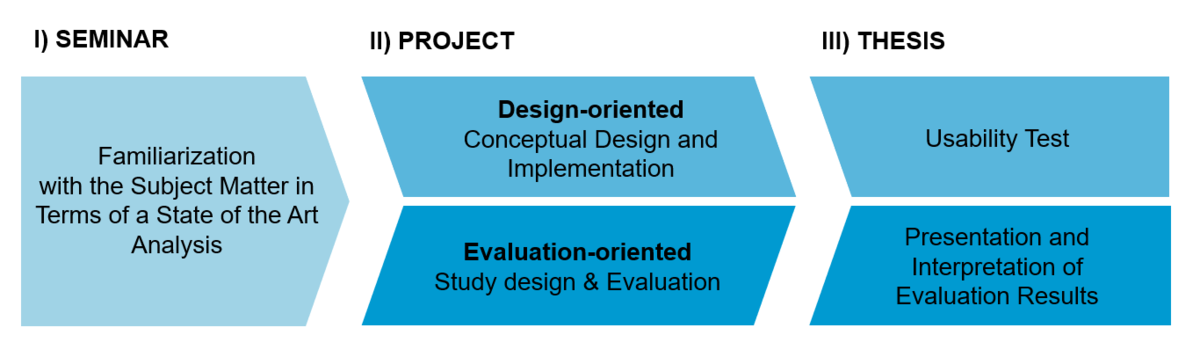 I) SEMINAR
II) PROJECT
III) THESIS
Familiarization
with the Subject Matter in
Terms of a State of the Art
Analysis
Design-oriented
Conceptual Design and
Implementation
Evaluation-oriented
Study design & Evaluation
Usability Test
Presentation and
Interpretation of
Evaluation Results